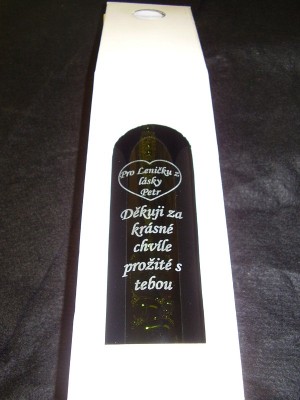 Pro Leničku z
lásky
Petr
Děkuji za
krásné
chvíle
prožité s
tebou